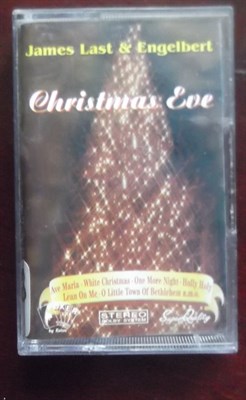 James Last & Engelbert
Christmas Eve
Ave Maria · White Christmas · One More Night · Holly Holy
Lean On Me · O Little Town Of Bethlehem a.m.o.
STEREO